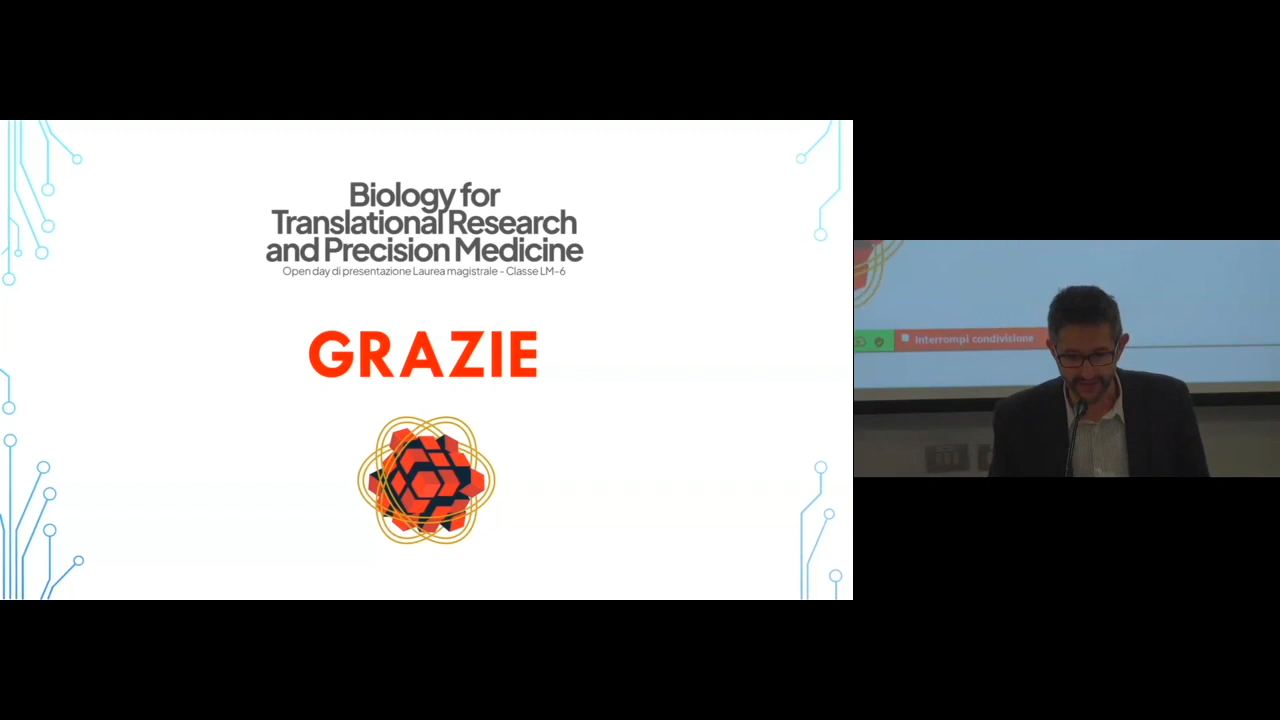 Biology for
Translational Research
and Precision Medicine
Open day di presentazione Laurea magistrale - Classe LM-6
GRAZIE
Interrompi condivisione